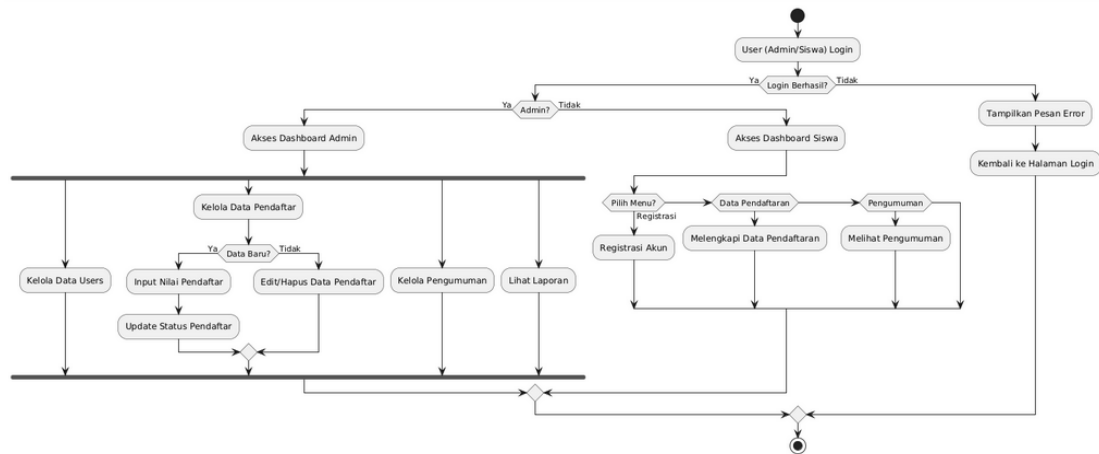 User (Admin/Siswa) Login
Ya
Login Berhasil?
Tidak
Ya
Admin?
Tidak
Tampilkan Pesan Error
Akses Dashboard Admin
Akses Dashboard Siswa
Kembali ke Halaman Login
Kelola Data Pendaftar
Pilih Menu?
Data Pendaftaran
Pengumuman
Registrasi
Melengkapi Data Pendaftaran
Melihat Pengumuman
Registrasi Akun
Ya
Data Baru?
Tidak
Kelola Data Users
Input Nilai Pendaftar
Edit/Hapus Data Pendaftar
Kelola Pengumuman
Lihat Laporan
Update Status Pendaftar